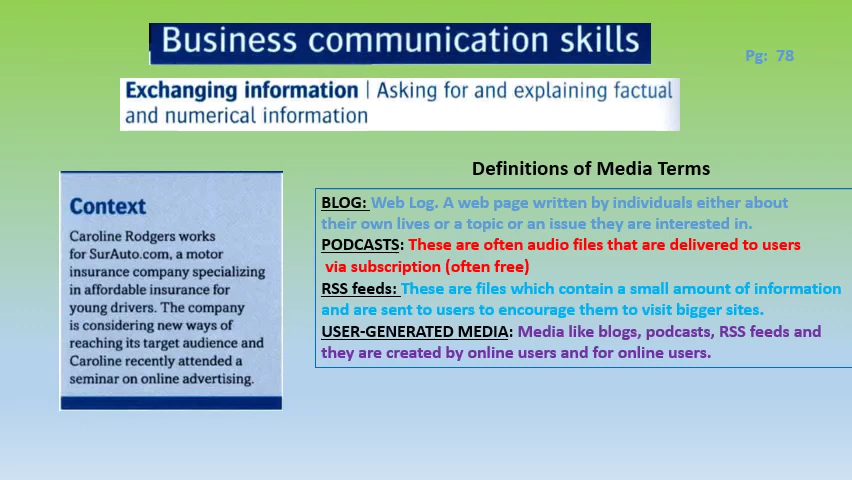 Business communication skills
Pg: 78
Exchanging information | Asking for and explaining factual
and numerical information
Definitions of Media Terms
Context
Caroline Rodgers works
for SurAuto.com, a motor
insurance company specializing
in affordable insurance for
young drivers. The company
is considering new ways of
reaching its target audience and
Caroline recently attended a
seminar on online advertising.
BLOG: Web Log. A web page written by individuals either about
their own lives or a topic or an issue they are interested in.
PODCASTS: These are often audio files that are delivered to users
via subscription (often free)
RSS feeds: These are files which contain a small amount of information
and are sent to users to encourage them to visit bigger sites.
USER-GENERATED MEDIA: Media like blogs, podcasts, RSS feeds and
they are created by online users and for online users.